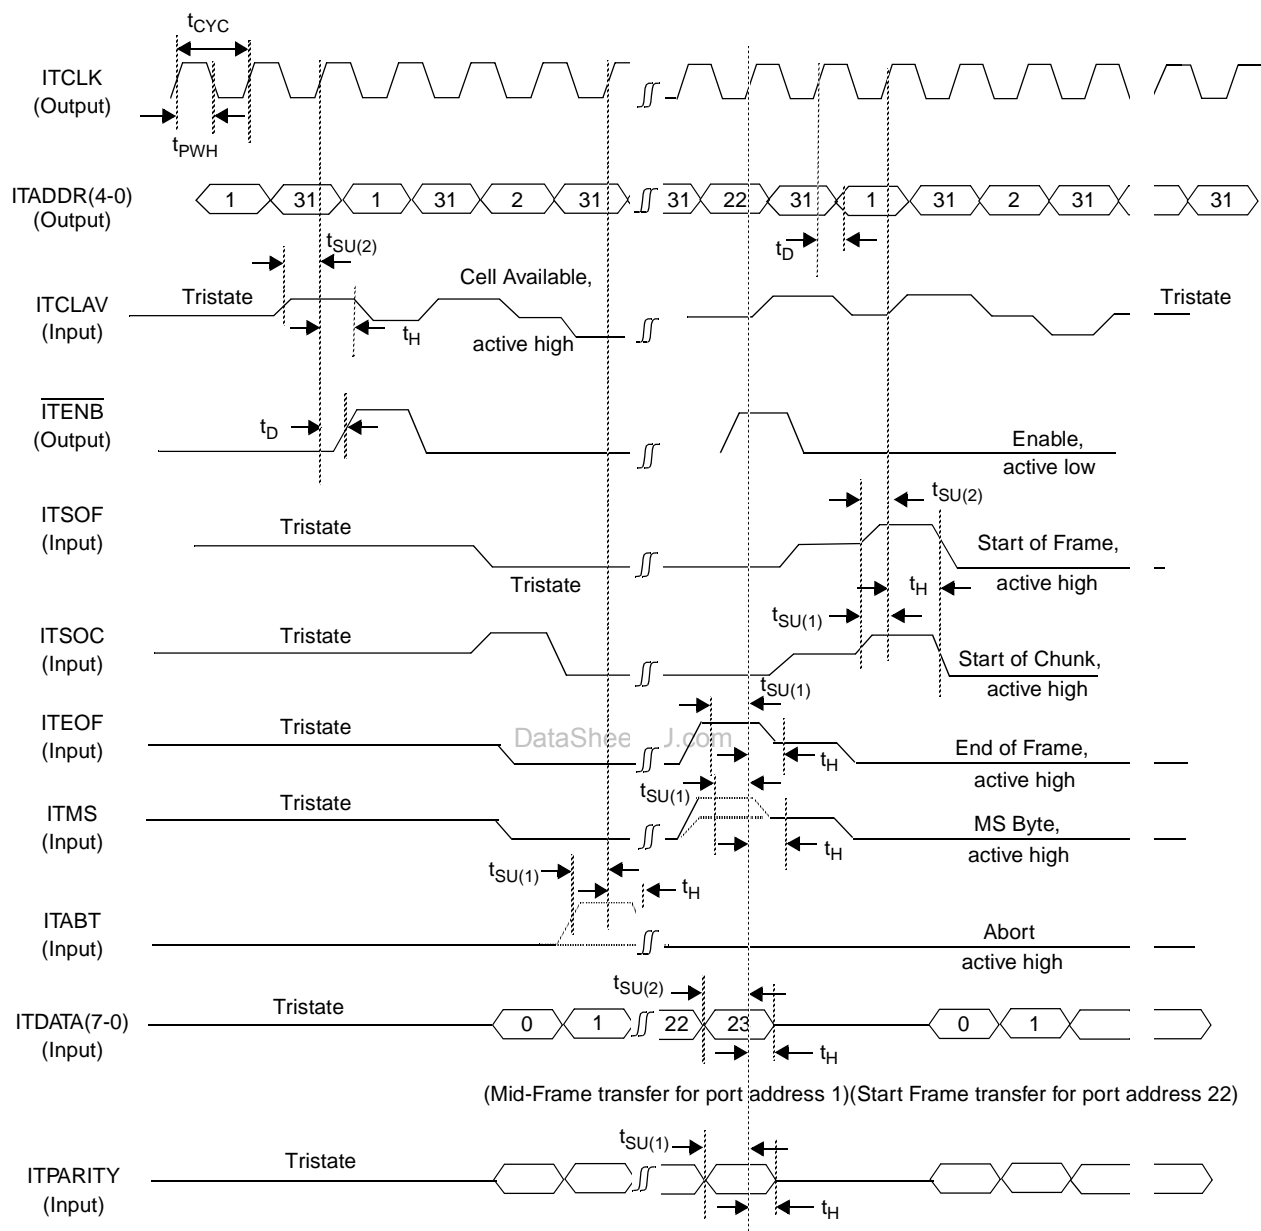 tCYC
ITCLK
(Output)
tPWH
ITADDR(4-0)
(Output)
1 31 1 31 2 31 31 22 31 1 31 2 31 31
tSU(2)
tD
ITCLAV
(Input)
Tristate
Cell Available,
active high
tH
Tristate
ITENB
(Output)
tD
Enable,
active low
ITSOF
(Input)
Tristate
Tristate
tSU(2)
Start of Frame,
active high
tH
ITSOC
(Input)
Tristate
tSU(1)
Start of Chunk,
active high
ITEOF
(Input)
Tristate
tSU(1)
tH
End of Frame,
active high
ITMS
(Input)
Tristate
tSU(1)
tH
MS Byte,
active high
ITABT
(Input)
tSU(1)
tH
Abort
active high
ITDATA(7-0)
(Input)
Tristate
0 1 22 23 0 1
tSU(2)
tH
(Mid-Frame transfer for port address 1)(Start Frame transfer for port address 22)
ITPARITY
(Input)
Tristate
tSU(1)
tH